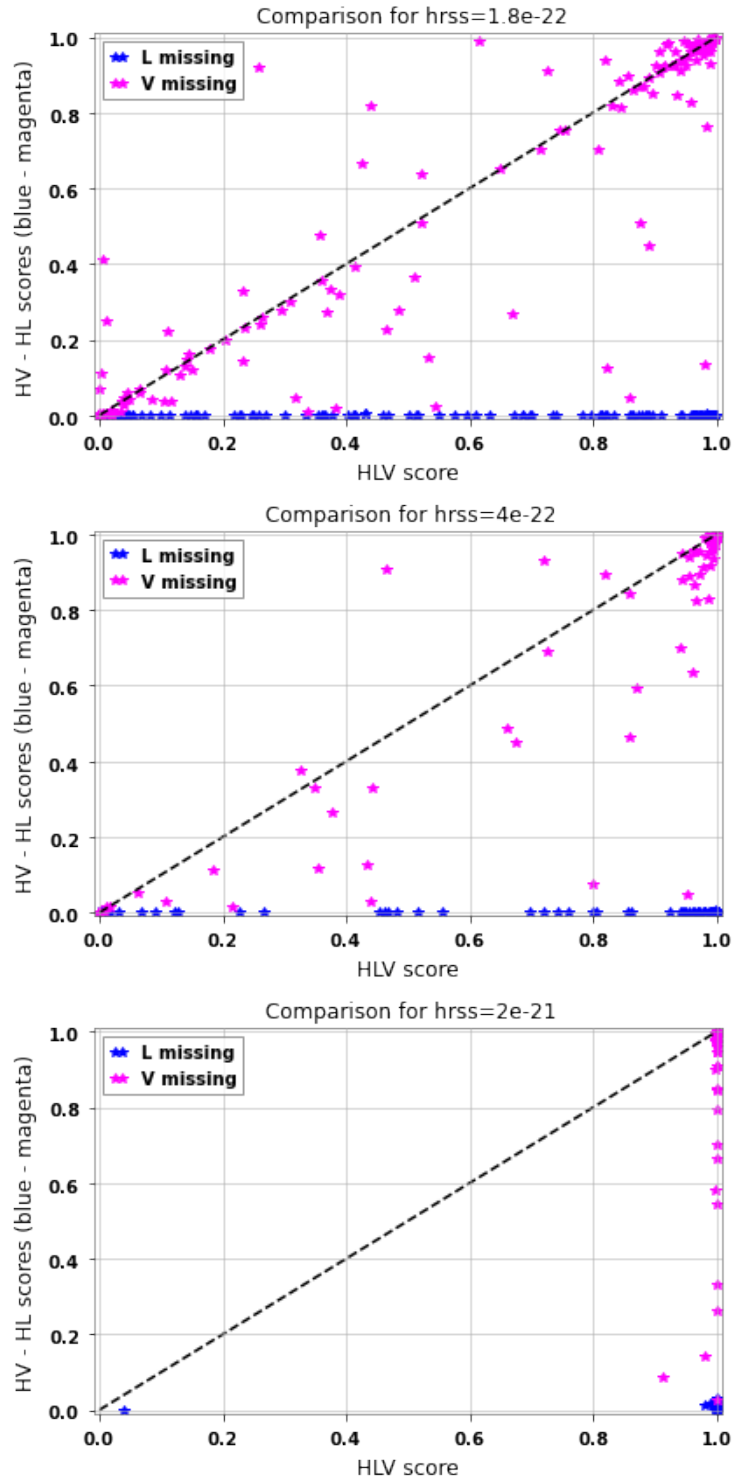 Comparison for hrss=1.8e-22
HV - HL scores (blue - magenta)
1.0
0.8
0.6
0.4
0.2
0.0
L missing
V missing
0.0 0.2 0.4 0.6 0.8 1.0
HLV score
Comparison for hrss=4e-22
HV - HL scores (blue - magenta)
1.0
0.8
0.6
0.4
0.2
0.0
L missing
V missing
0.0 0.2 0.4 0.6 0.8 1.0
HLV score
Comparison for hrss=2e-21
HV - HL scores (blue - magenta)
1.0
0.8
0.6
0.4
0.2
0.0
L missing
V missing
0.0 0.2 0.4 0.6 0.8 1.0
HLV score